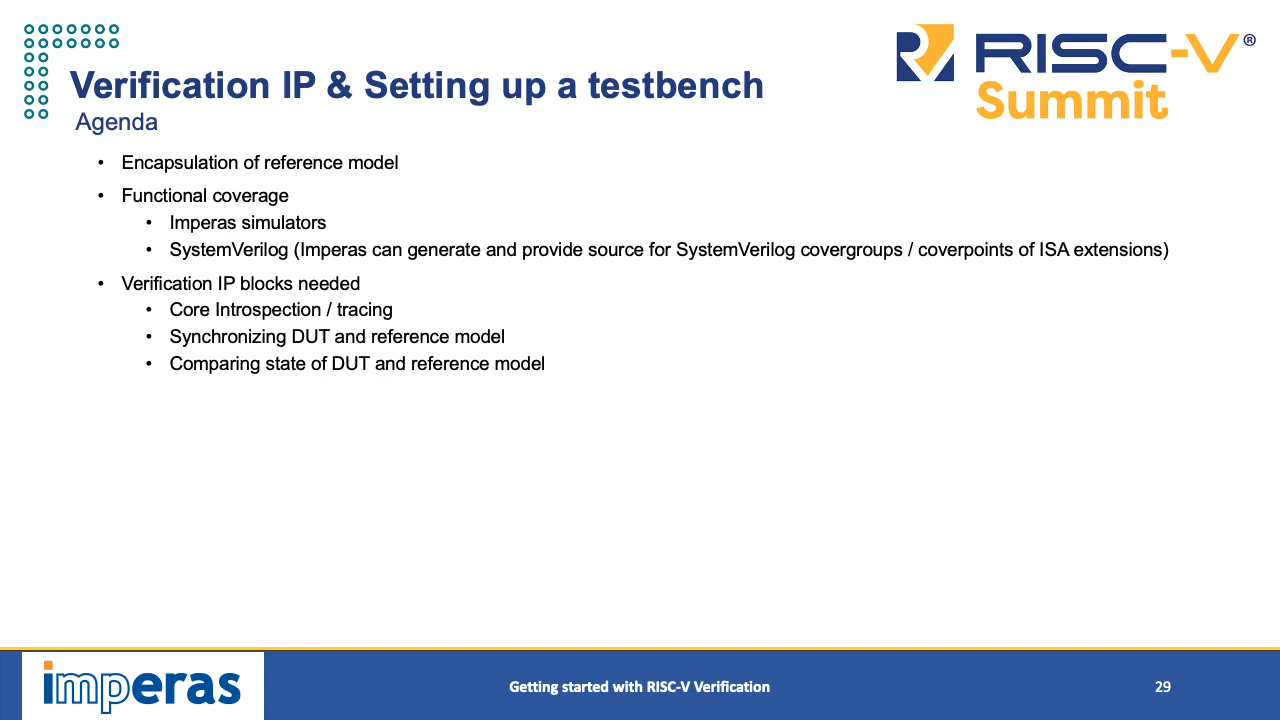 RISC-V®
Summit
Verification IP & Setting up a testbench
Agenda
• Encapsulation of reference model
• Functional coverage
• Imperas simulators
• SystemVerilog (Imperas can generate and provide source for SystemVerilog covergroups / coverpoints of ISA extensions)
• Verification IP blocks needed
• Core Introspection / tracing
• Synchronizing DUT and reference model
• Comparing state of DUT and reference model
imperas
Getting started with RISC-V Verification
29